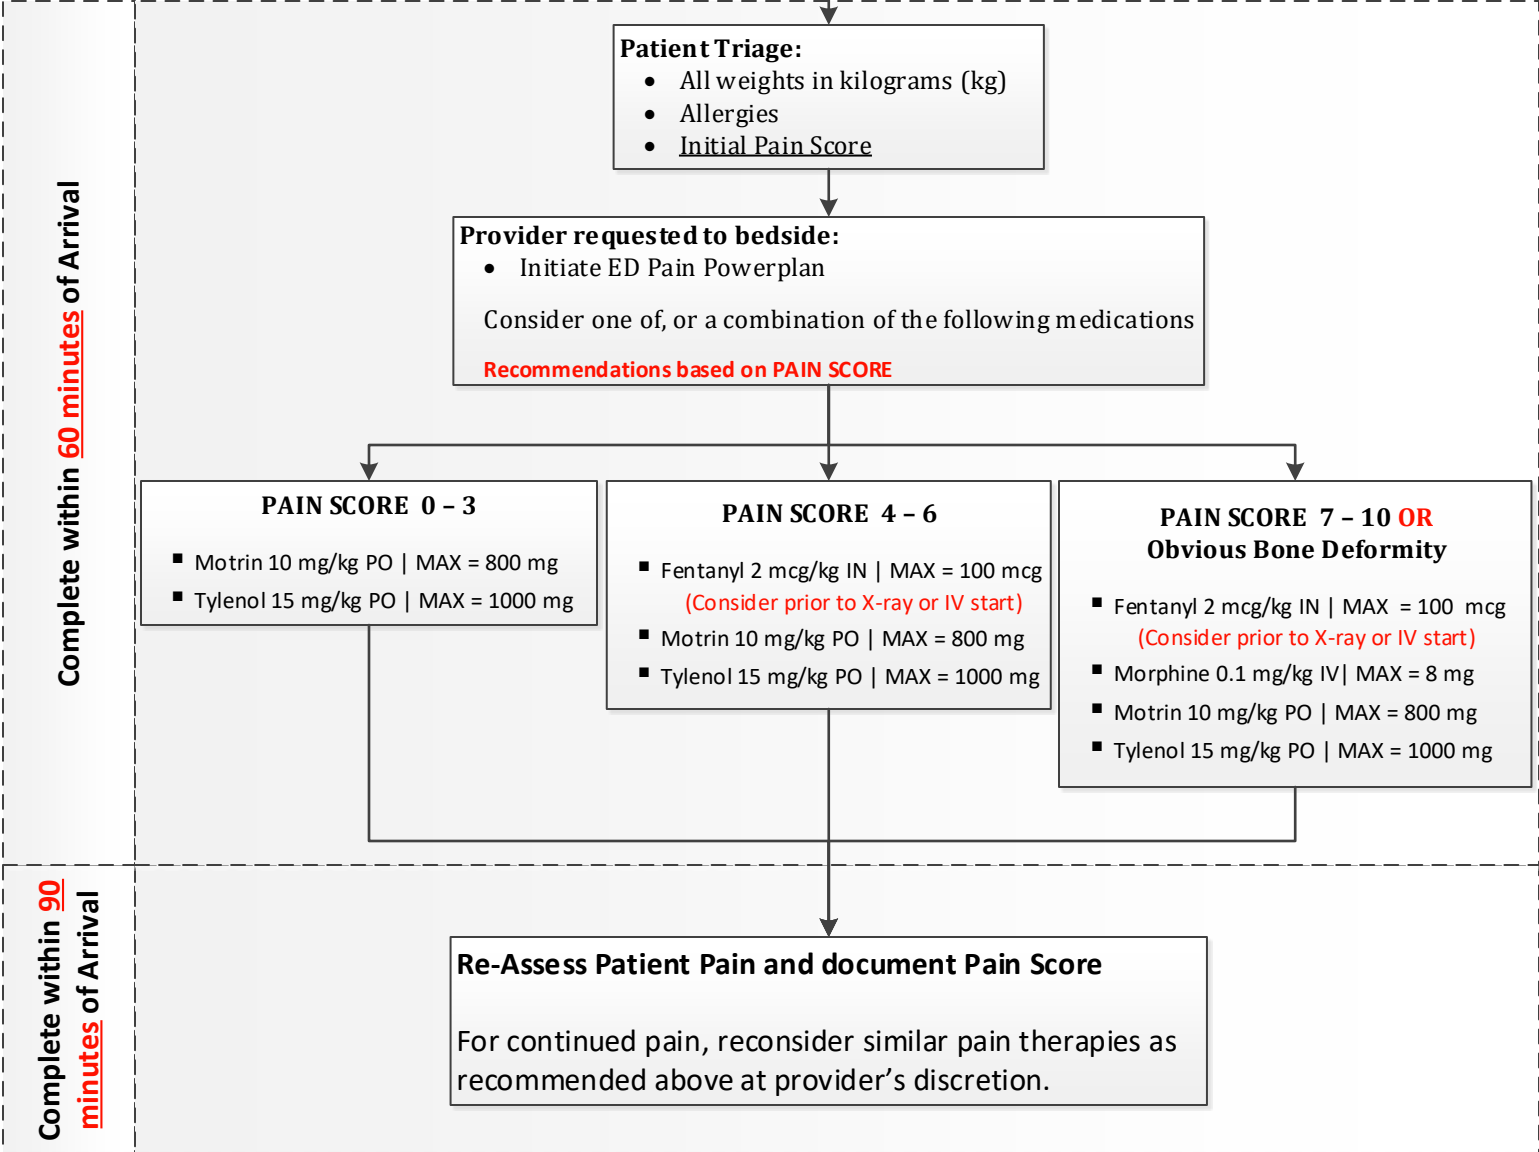 Complete within 60 minutes of Arrival
Patient Triage:
• All weights in kilograms (kg)
• Allergies
• Initial Pain Score
Provider requested to bedside:
• Initiate ED Pain Powerplan
Consider one of, or a combination of the following medications
Recommendations based on PAIN SCORE
PAIN SCORE 0 – 3
▪ Motrin 10 mg/kg PO | MAX = 800 mg
▪ Tylenol 15 mg/kg PO | MAX = 1000 mg
PAIN SCORE 4 – 6
▪ Fentanyl 2 mcg/kg IN | MAX = 100 mcg
(Consider prior to X-ray or IV start)
▪ Motrin 10 mg/kg PO | MAX = 800 mg
▪ Tylenol 15 mg/kg PO | MAX = 1000 mg
PAIN SCORE 7 – 10 OR
Obvious Bone Deformity
▪ Fentanyl 2 mcg/kg IN | MAX = 100 mcg
(Consider prior to X-ray or IV start)
▪ Morphine 0.1 mg/kg IV| MAX = 8 mg
▪ Motrin 10 mg/kg PO | MAX = 800 mg
▪ Tylenol 15 mg/kg PO | MAX = 1000 mg
Complete within 90
minutes of Arrival
Re-Assess Patient Pain and document Pain Score
For continued pain, reconsider similar pain therapies as
recommended above at provider’s discretion.